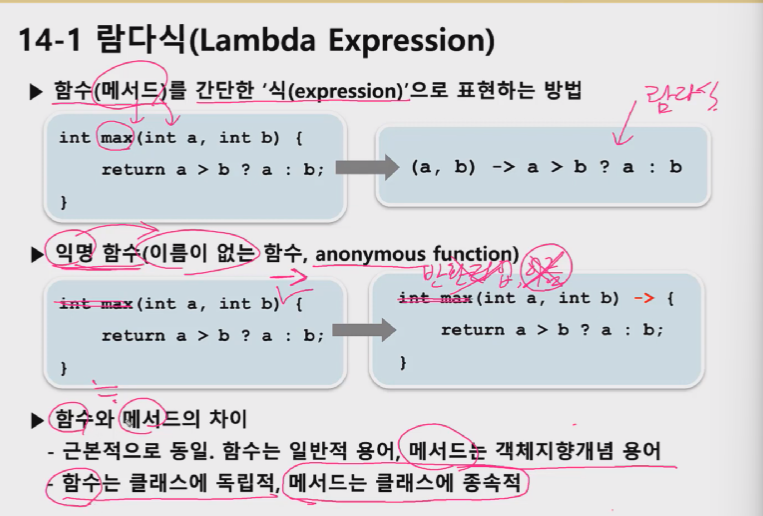 14-1 람다식(Lambda Expression)
▶ 함수(메서드)를 간단한 ‘식(expression)’으로 표현하는 방법
람다식
int max(int a, int b) {
return a > b ? a : b;
}
(a, b) -> a > b ? a : b
▶ 익명 함수(이름이 없는 함수, anonymous function)
반환타입, 이름
int max(int a, int b) {
return a > b ? a : b;
}
int max(int a, int b) -> {
return a > b ? a : b;
}
▶ 함수와 메서드의 차이
- 근본적으로 동일. 함수는 일반적 용어, 메서드는 객체지향개념 용어
- 함수는 클래스에 독립적, 메서드는 클래스에 종속적